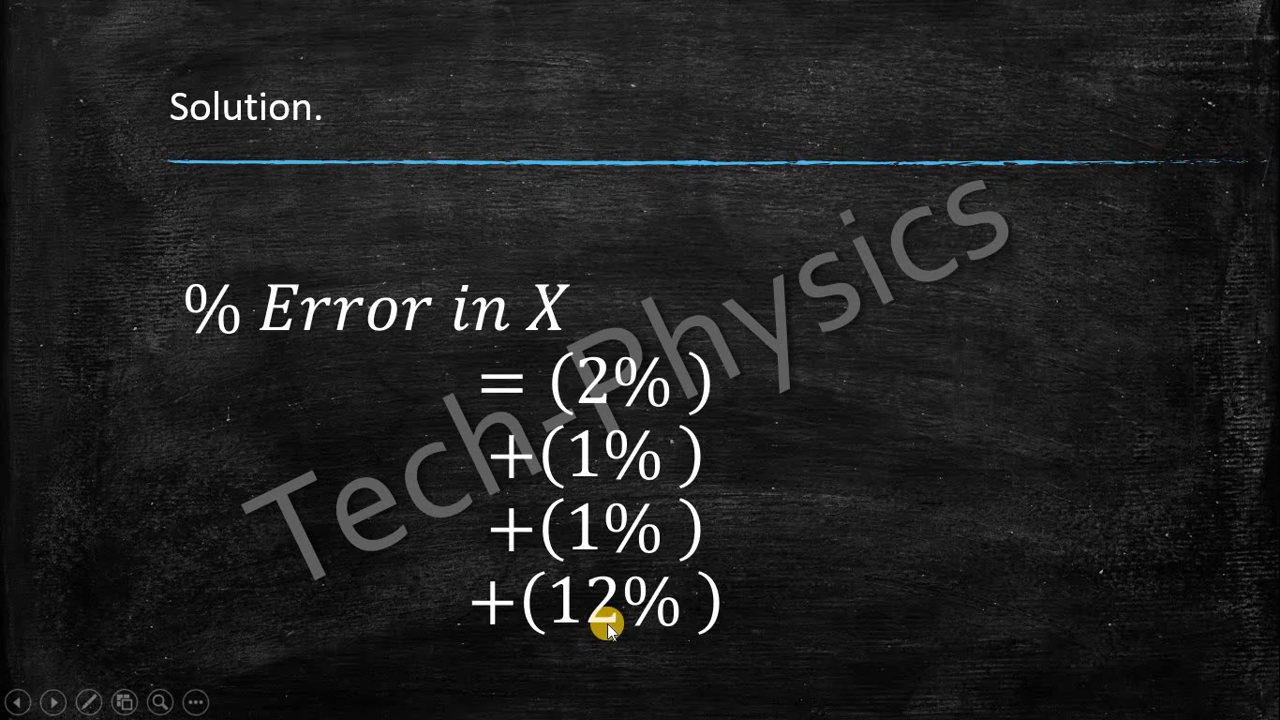 Solution.
% Error in X
= (2% )
+(1% )
+(1% )
+(12% )
Tech-Physics